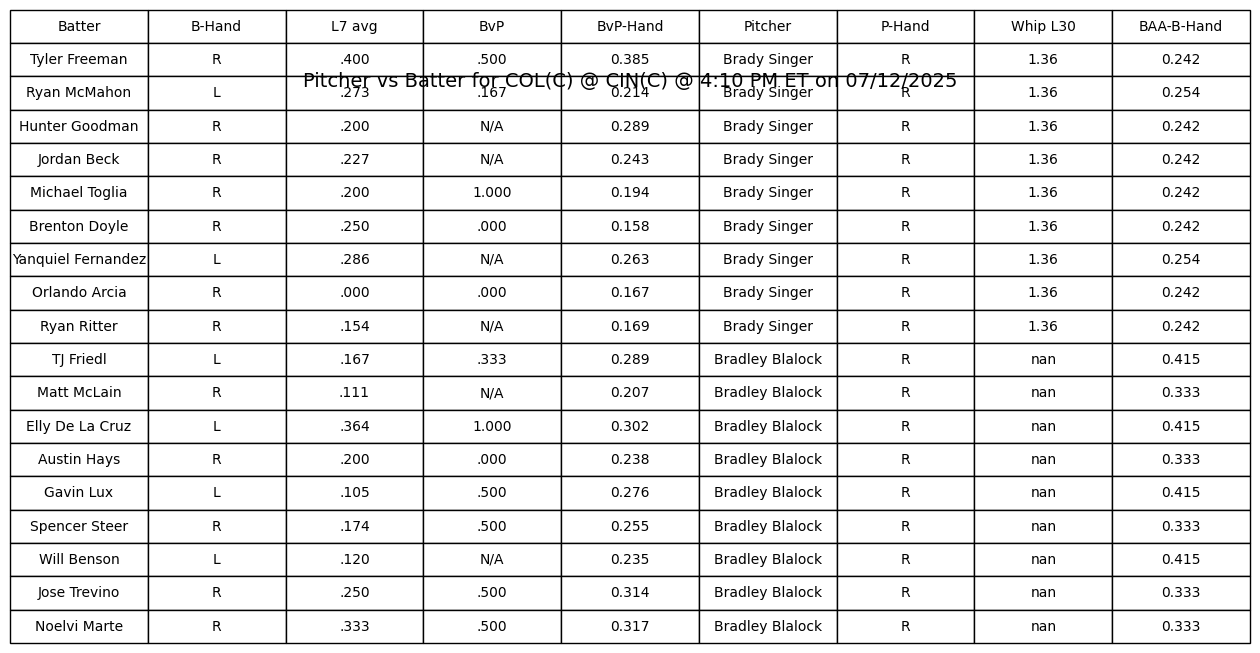 Batter B-Hand L7 avg BvP BvP-Hand Pitcher P-Hand Whip L30 BAA-B-Hand
Tyler Freeman R .400 .500 0.385 Brady Singer R 1.36 0.242
Pitcher vs Batter for COL(C) @ CIN(C) @ 4:10 PM ET on 07/12/2025
Ryan McMahon L .273 .167 0.214 Brady Singer R 1.36 0.254
Hunter Goodman R .200 N/A 0.289 Brady Singer R 1.36 0.242
Jordan Beck R .227 N/A 0.243 Brady Singer R 1.36 0.242
Michael Toglia R .200 1.000 0.194 Brady Singer R 1.36 0.242
Brenton Doyle R .250 .000 0.158 Brady Singer R 1.36 0.242
Yanquiel Fernandez L .286 N/A 0.263 Brady Singer R 1.36 0.254
Orlando Arcia R .000 .000 0.167 Brady Singer R 1.36 0.242
Ryan Ritter R .154 N/A 0.169 Brady Singer R 1.36 0.242
TJ Friedl L .167 .333 0.289 Bradley Blalock R nan 0.415
Matt McLain R .111 N/A 0.207 Bradley Blalock R nan 0.333
Elly De La Cruz L .364 1.000 0.302 Bradley Blalock R nan 0.415
Austin Hays R .200 .000 0.238 Bradley Blalock R nan 0.333
Gavin Lux L .105 .500 0.276 Bradley Blalock R nan 0.415
Spencer Steer R .174 .500 0.255 Bradley Blalock R nan 0.333
Will Benson L .120 N/A 0.235 Bradley Blalock R nan 0.415
Jose Trevino R .250 .500 0.314 Bradley Blalock R nan 0.333
Noelvi Marte R .333 .500 0.317 Bradley Blalock R nan 0.333